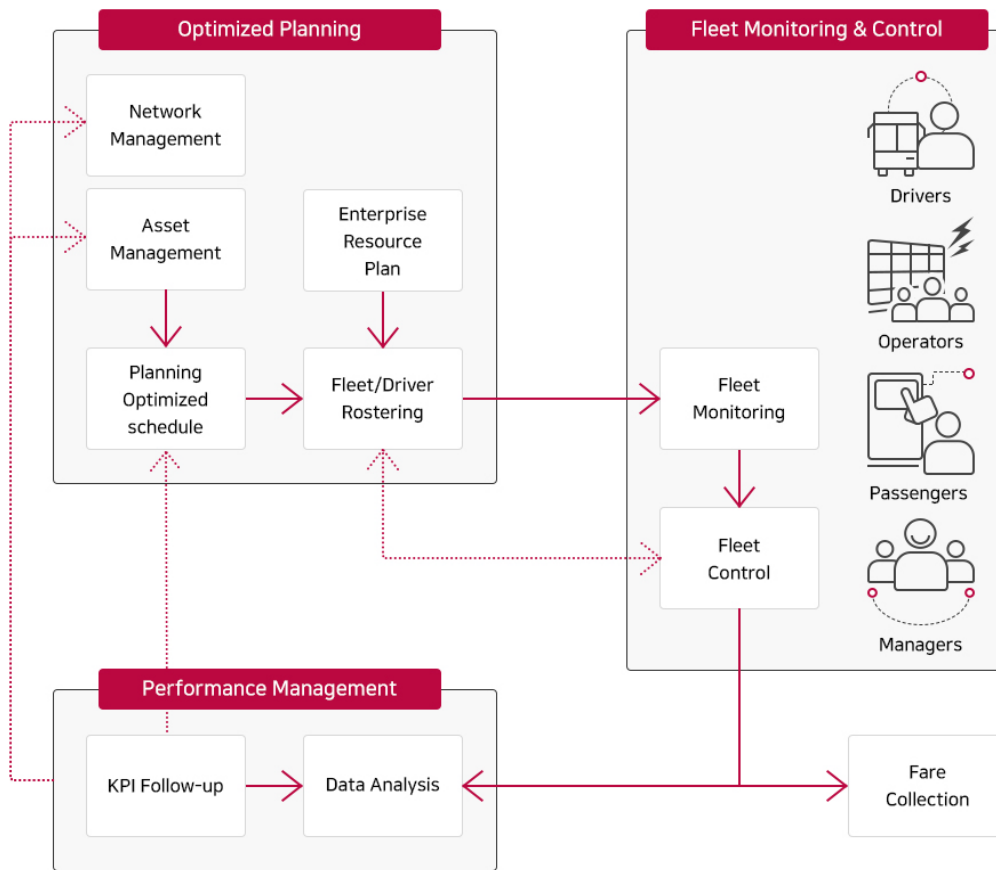 Optimized Planning
Network
Management
Asset
Management
Enterprise
Resource
Plan
Planning
Optimized
schedule
Fleet/Driver
Rostering
Fleet Monitoring & Control
Fleet
Monitoring
Fleet
Control
Drivers
Operators
Passengers
Managers
Performance Management
KPI Follow-up
Data Analysis
Fare
Collection